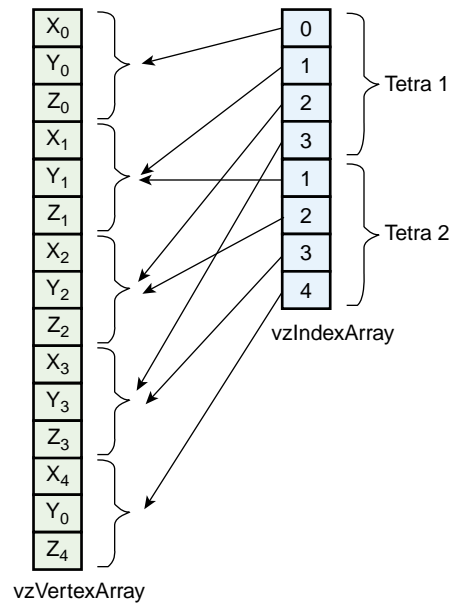 X₀
Y₀
Z₀
X₁
Y₁
Z₁
X₂
Y₂
Z₂
X₃
Y₃
Z₃
X₄
Y₀
Z₄
vzVertexArray
0
1
2
3
1
2
3
4
vzIndexArray
Tetra 1
Tetra 2